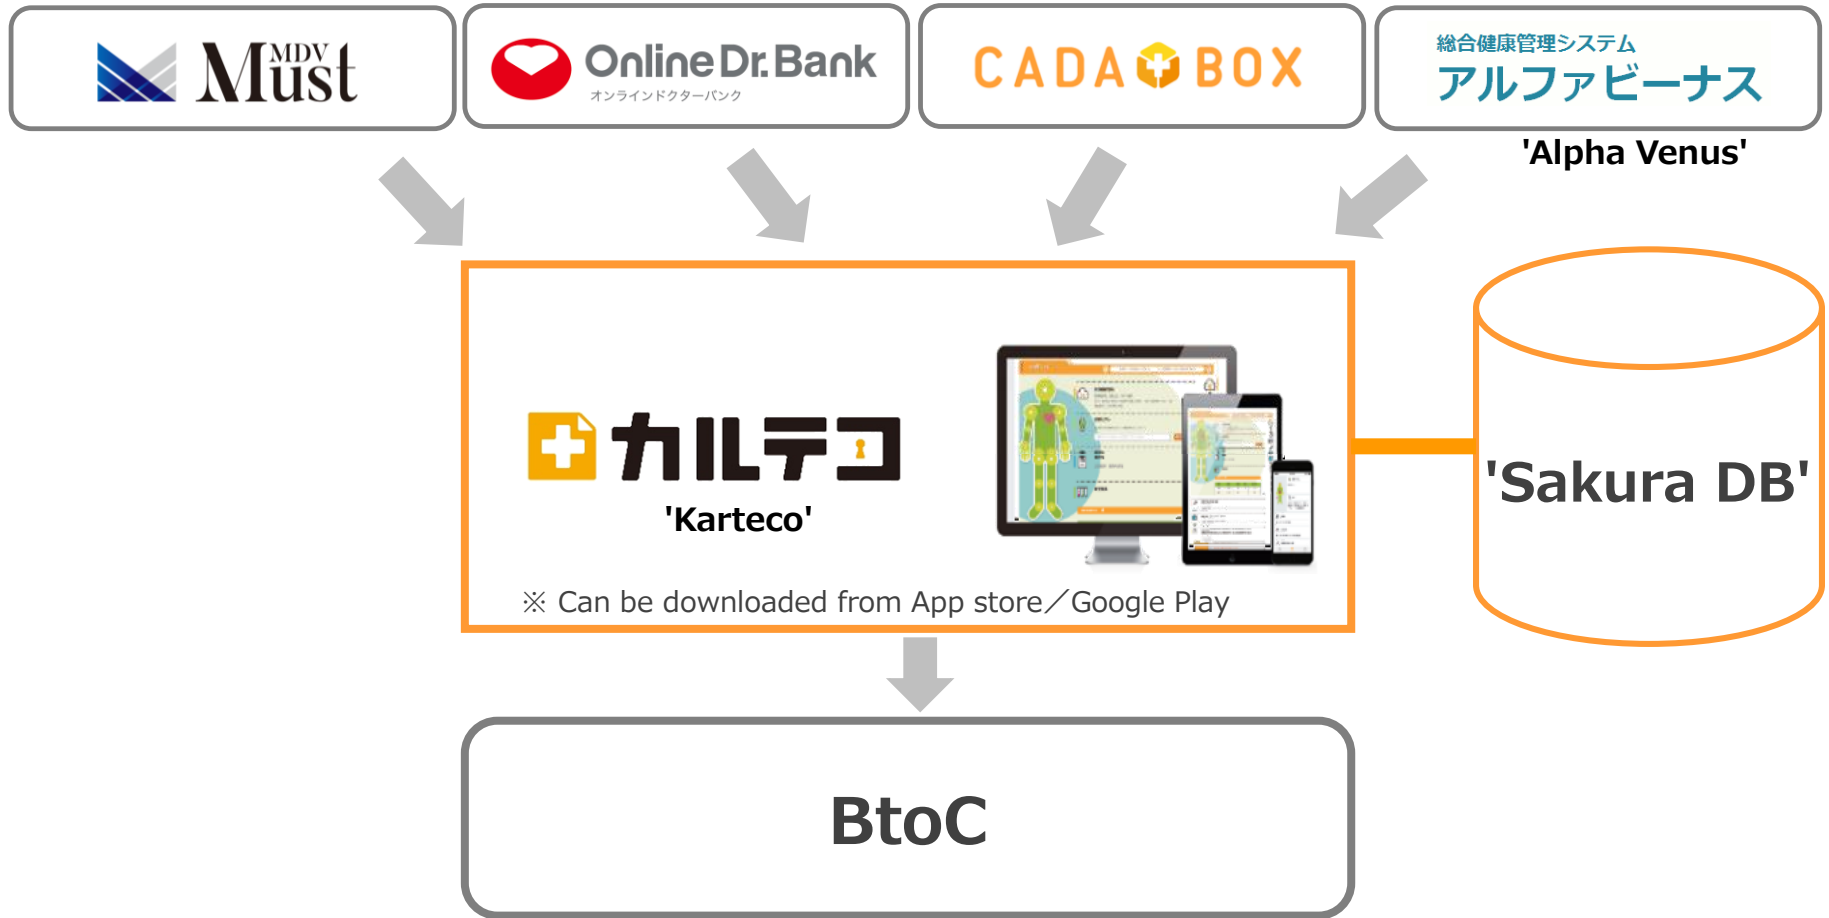 MDV
Must
Online Dr. Bank
オンラインドクターバンク
CADA BOX
総合健康管理システム
アルファビーナス
'Alpha Venus'
カルテコ
'Karteco'
※ Can be downloaded from App store／Google Play
'Sakura DB'
BtoC